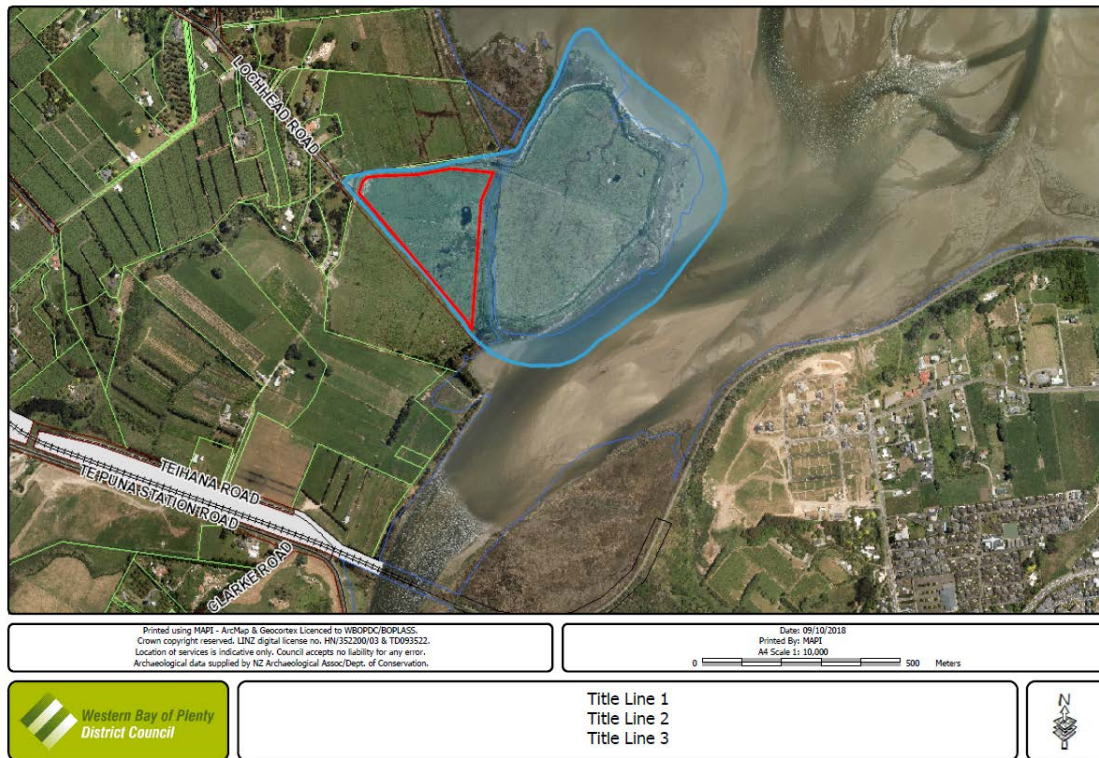 LOCHHEAD ROAD
TEIHANA ROAD
TE PUNA STATION ROAD
CLARKE ROAD
Printed using MAPI - ArcMap & Geocortex Licenced to WBOPDC/BOPLASS.
Crown copyright reserved. LINZ digital license no. HN/352200/03 & TD093522.
Location of services is indicative only. Council accepts no liability for any error.
Archaeological data supplied by NZ Archaeological Assoc/Dept. of Conservation.
Date: 09/10/2018
Printed By: MAPI
A4 Scale 1: 10,000
0 500 Meters
Western Bay of Plenty
District Council
Title Line 1
Title Line 2
Title Line 3
N